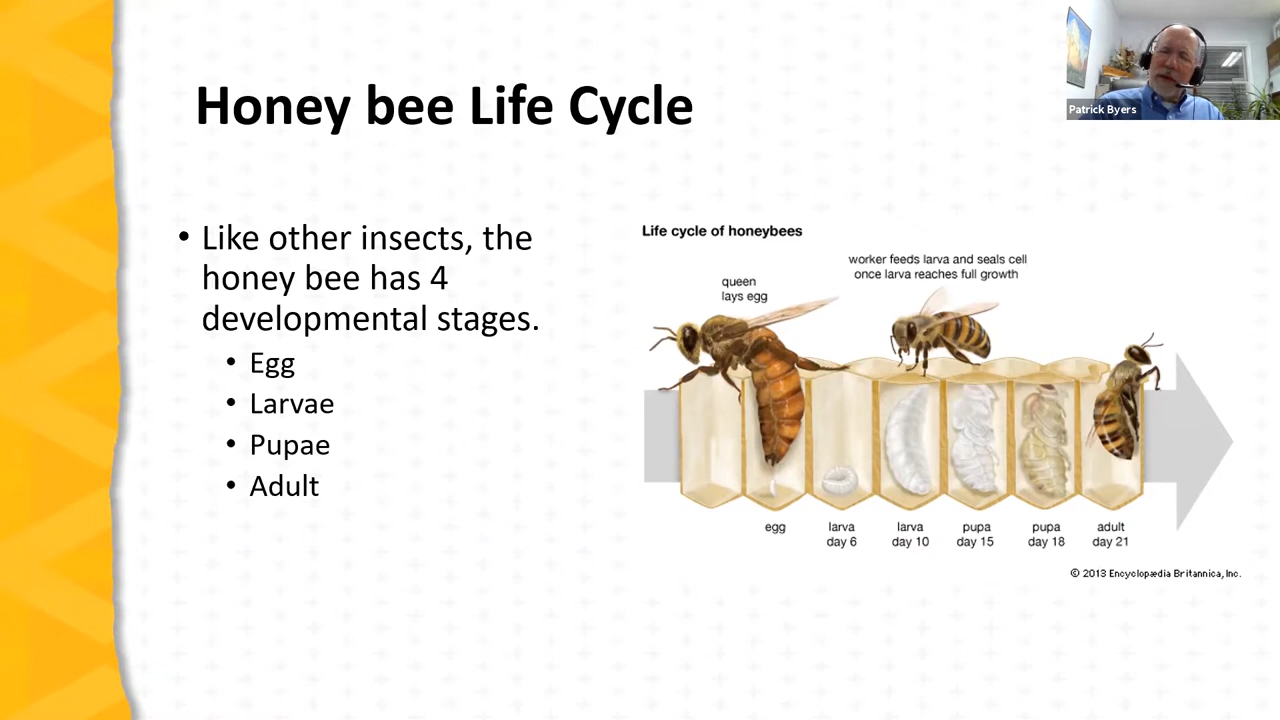 Patrick Byers
Honey bee Life Cycle
• Like other insects, the
honey bee has 4
developmental stages.
• Egg
• Larvae
• Pupae
• Adult
Life cycle of honeybees
queen
lays egg
worker feeds larva and seals cell
once larva reaches full growth
egg
larva
day 6
larva
day 10
pupa
day 15
pupa
day 18
adult
day 21
© 2013 Encyclopædia Britannica, Inc.